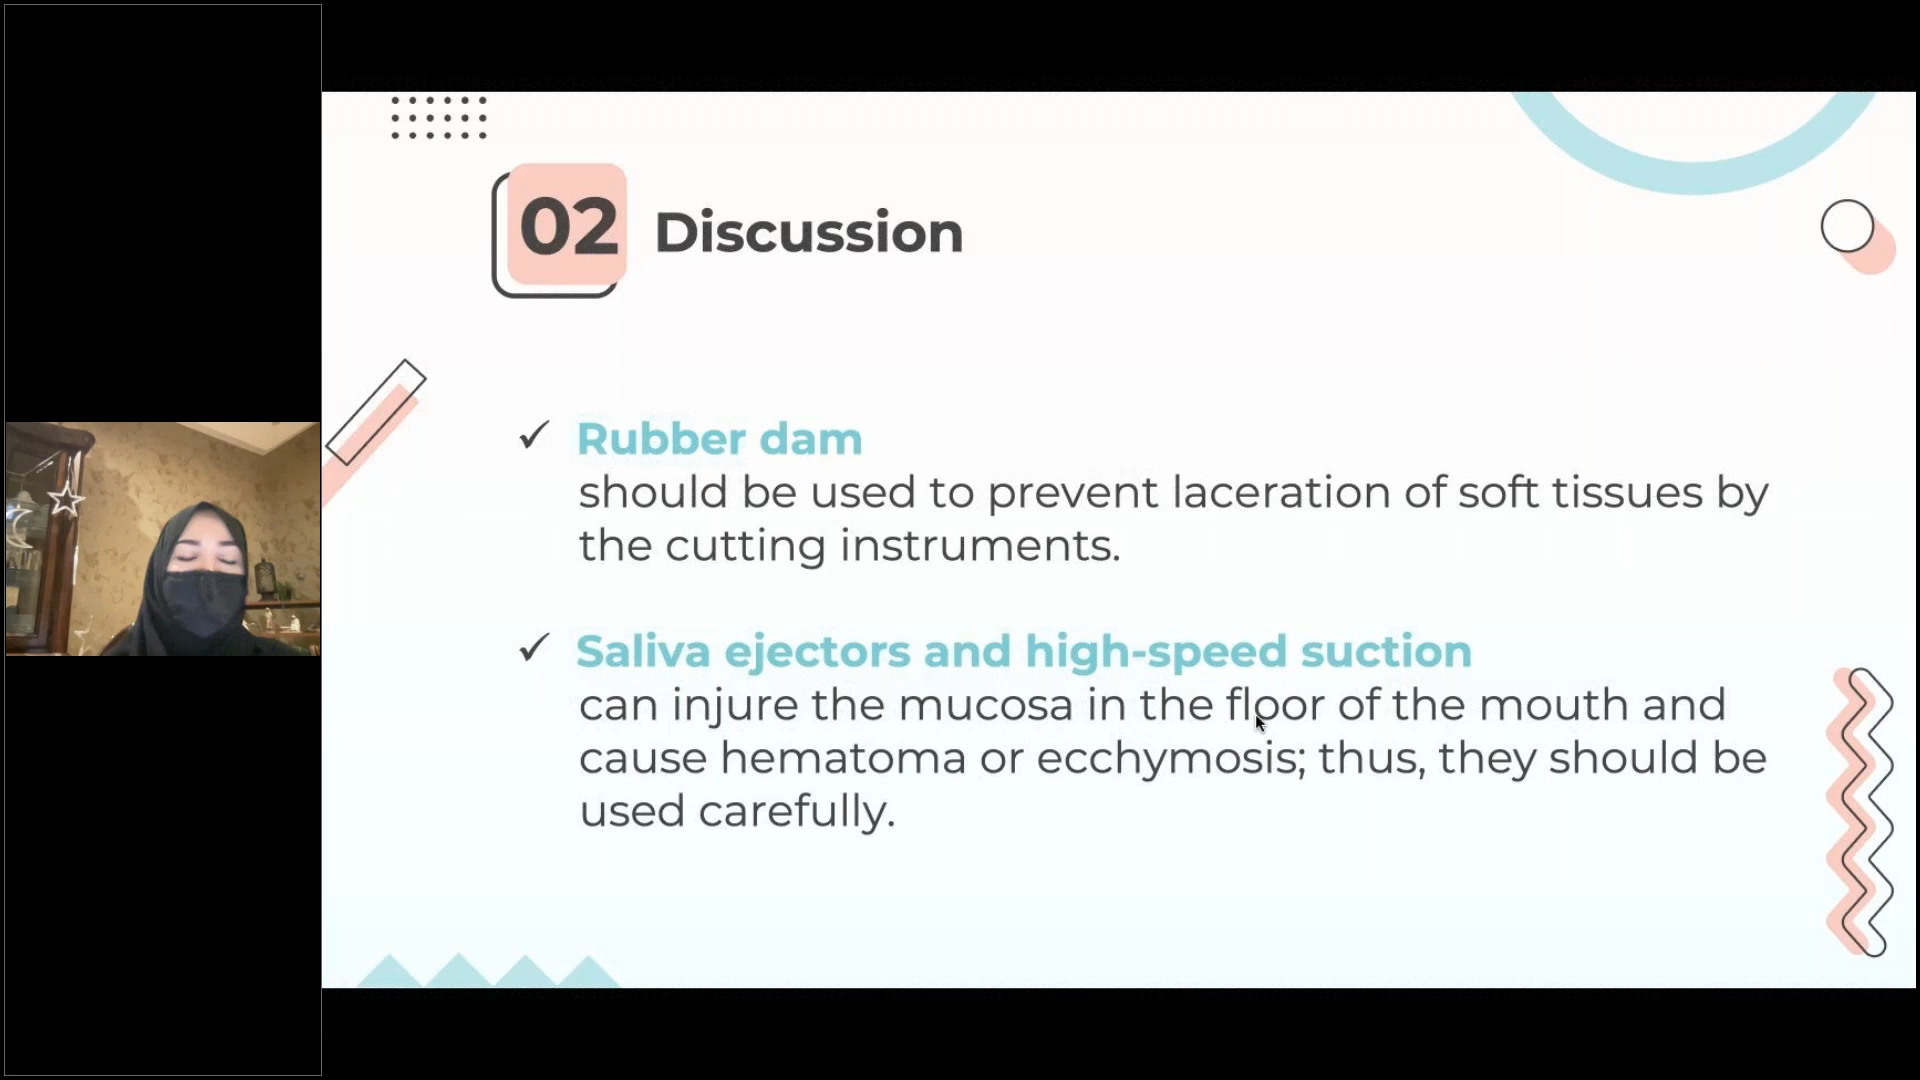 02 Discussion
✓ Rubber dam
should be used to prevent laceration of soft tissues by
the cutting instruments.
✓ Saliva ejectors and high-speed suction
can injure the mucosa in the floor of the mouth and
cause hematoma or ecchymosis; thus, they should be
used carefully.